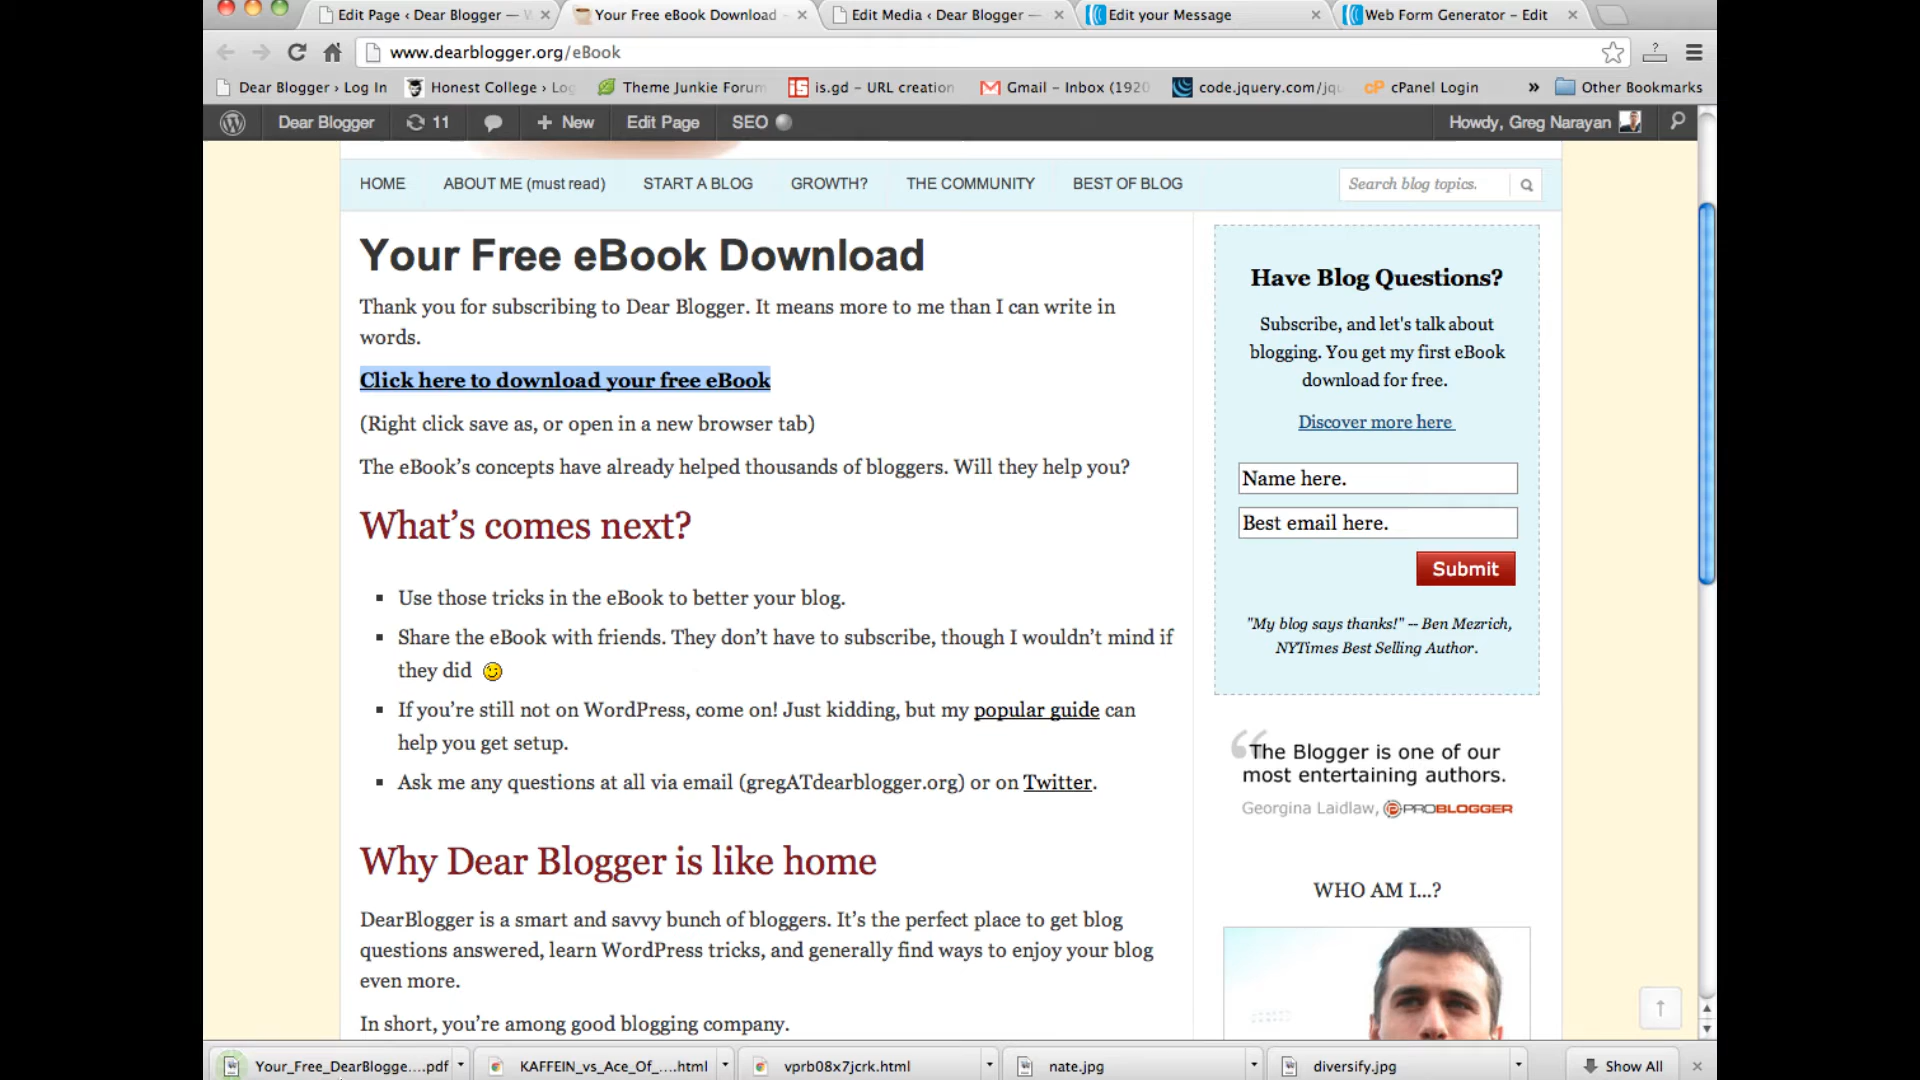 Edit Page ‹ Dear Blogger — W
Your Free eBook Download
Edit Media ‹ Dear Blogger —
Edit your Message
Web Form Generator – Edit
www.dearblogger.org/eBook
?
Dear Blogger › Log In
Honest College › Log
Theme Junkie Forum
is.gd – URL creation
Gmail – Inbox (1920
code.jquery.com/jqu
cPanel Login
»
Other Bookmarks
Dear Blogger
11
New
Edit Page
SEO
Howdy, Greg Narayan
HOME
ABOUT ME (must read)
START A BLOG
GROWTH?
THE COMMUNITY
BEST OF BLOG
Search blog topics.
Your Free eBook Download
Thank you for subscribing to Dear Blogger. It means more to me than I can write in
words.
Click here to download your free eBook
(Right click save as, or open in a new browser tab)
The eBook’s concepts have already helped thousands of bloggers. Will they help you?
What’s comes next?
Use those tricks in the eBook to better your blog.
Share the eBook with friends. They don’t have to subscribe, though I wouldn’t mind if
they did
If you’re still not on WordPress, come on! Just kidding, but my popular guide can
help you get setup.
Ask me any questions at all via email (gregATdearblogger.org) or on Twitter.
Why Dear Blogger is like home
DearBlogger is a smart and savvy bunch of bloggers. It’s the perfect place to get blog
questions answered, learn WordPress tricks, and generally find ways to enjoy your blog
even more.
In short, you’re among good blogging company.
Have Blog Questions?
Subscribe, and let's talk about
blogging. You get my first eBook
download for free.
Discover more here
Name here.
Best email here.
Submit
"My blog says thanks!" -- Ben Mezrich,
NYTimes Best Selling Author.
“The Blogger is one of our
most entertaining authors.
Georgina Laidlaw, PROBLOGGER
WHO AM I...?
Your_Free_DearBlogge....pdf
KAFFEIN_vs_Ace_Of_....html
vprb08x7jcrk.html
nate.jpg
diversify.jpg
Show All